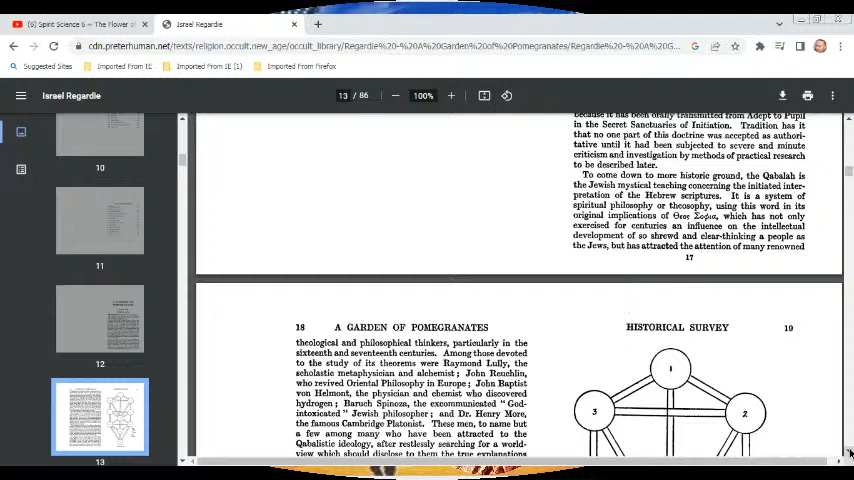 (6) Spirit Science 6 ~ The Flower of
Israel Regardie
cdn.preterhuman.net/texts/religion.occult.new_age/occult_library/Regardie%20-%20A%20Garden%20of%20Pomegranates/Regardie%20-%20A%20G...
Suggested Sites
Imported From IE
Imported From IE (1)
Imported From Firefox
Israel Regardie
13 / 86
100%
10
11
12
13
because it has been orally transmitted from Adept to Pupil
in the Secret Sanctuaries of Initiation. Tradition has it
that no one part of this doctrine was accepted as authori-
tative until it had been subjected to severe and minute
criticism and investigation by methods of practical research
to be described later.
To come down to more historic ground, the Qabalah is
the Jewish mystical teaching concerning the initiated inter-
pretation of the Hebrew scriptures. It is a system of
spiritual philosophy or theosophy, using this word in its
original implications of Θεος Σοφια, which has not only
exercised for centuries an influence on the intellectual
development of so shrewd and clear-thinking a people as
the Jews, but has attracted the attention of many renowned
17
18 A GARDEN OF POMEGRANATES
theological and philosophical thinkers, particularly in the
sixteenth and seventeenth centuries. Among those devoted
to the study of its theorems were Raymond Lully, the
scholastic metaphysician and alchemist; John Reuchlin,
who revived Oriental Philosophy in Europe; John Baptist
von Helmont, the physician and chemist who discovered
hydrogen; Baruch Spinoza, the excommunicated "God-
intoxicated" Jewish philosopher; and Dr. Henry More,
the famous Cambridge Platonist. These men, to name but
a few among many who have been attracted to the
Qabalistic ideology, after restlessly searching for a world-
view which should disclose to them the true explanations
HISTORICAL SURVEY 19
1
3
2